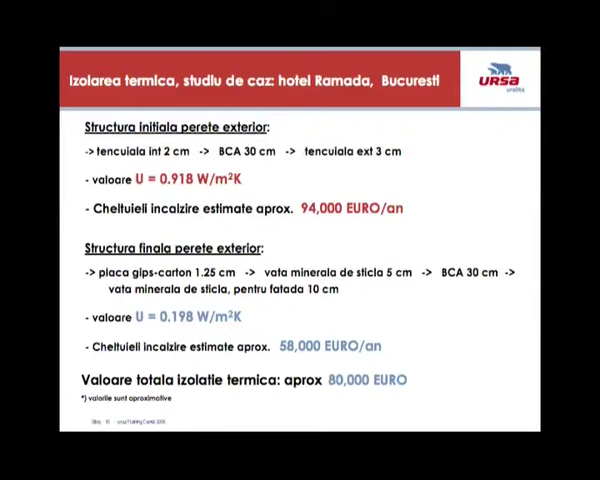 Izolarea termica, studiu de caz: hotel Ramada, Bucuresti
URSA
uralita
Structura initiala perete exterior:
-> tencuiala int 2 cm -> BCA 30 cm -> tencuiala ext 3 cm
- valoare U = 0.918 W/m²K
- Cheltuieli incalzire estimate aprox. 94,000 EURO/an
Structura finala perete exterior:
-> placa gips-carton 1.25 cm -> vata minerala de sticla 5 cm -> BCA 30 cm ->
vata minerala de sticla, pentru fatada 10 cm
- valoare U = 0.198 W/m²K
- Cheltuieli incalzire estimate aprox. 58,000 EURO/an
Valoare totala izolatie termica: aprox 80,000 EURO
*) valorile sunt aproximative